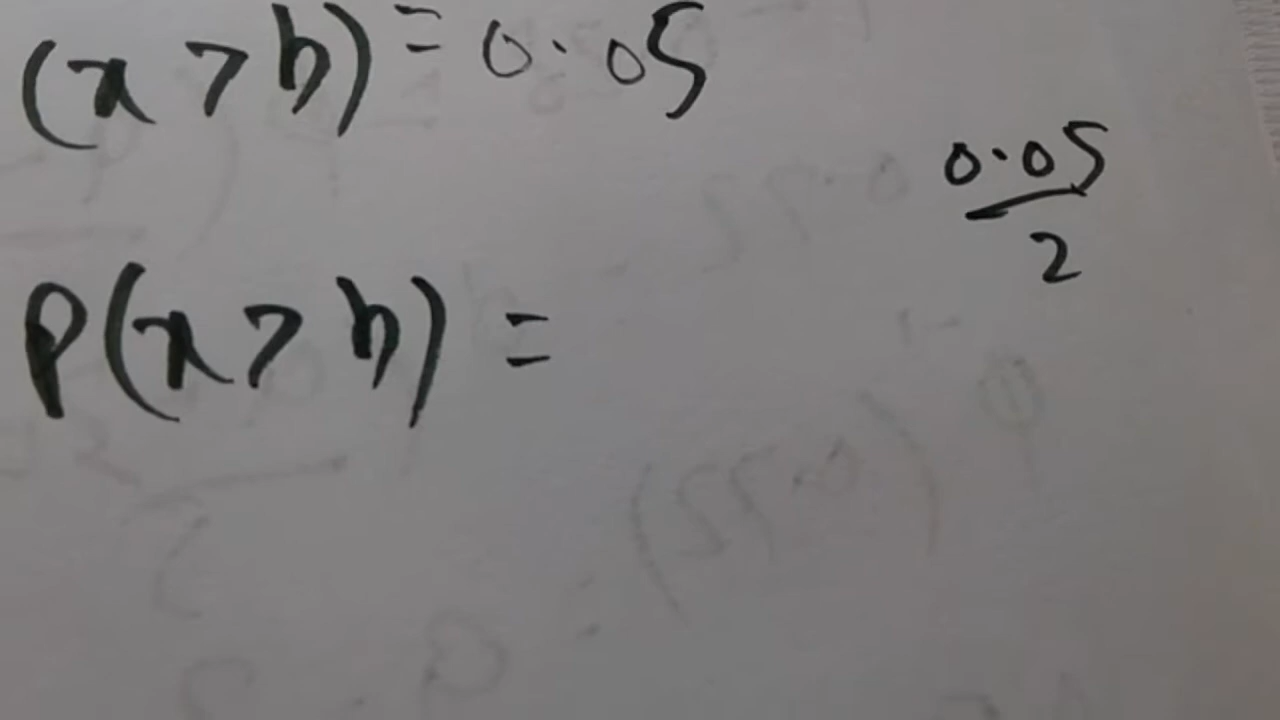 (x > h) = 0.05
0.05
2
P(x > h) =